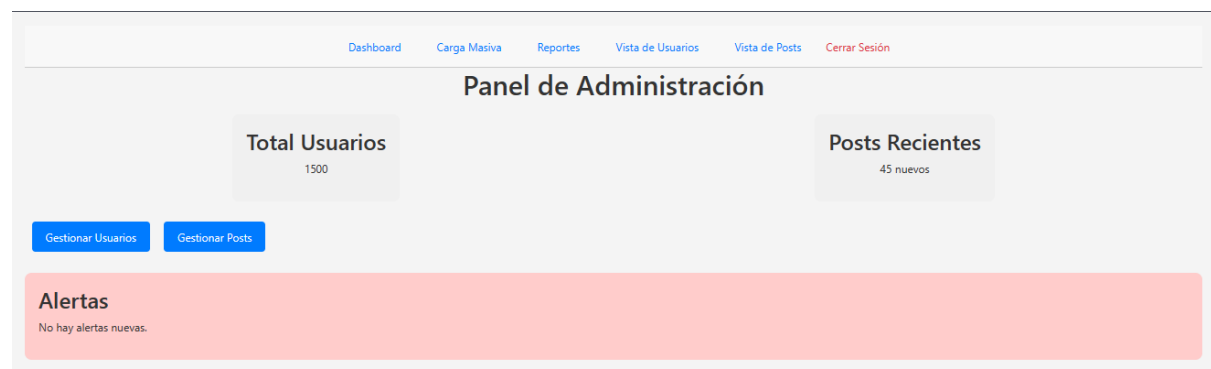 Dashboard Carga Masiva Reportes Vista de Usuarios Vista de Posts Cerrar Sesión
Panel de Administración
Total Usuarios
1500
Posts Recientes
45 nuevos
Gestionar Usuarios Gestionar Posts
Alertas
No hay alertas nuevas.